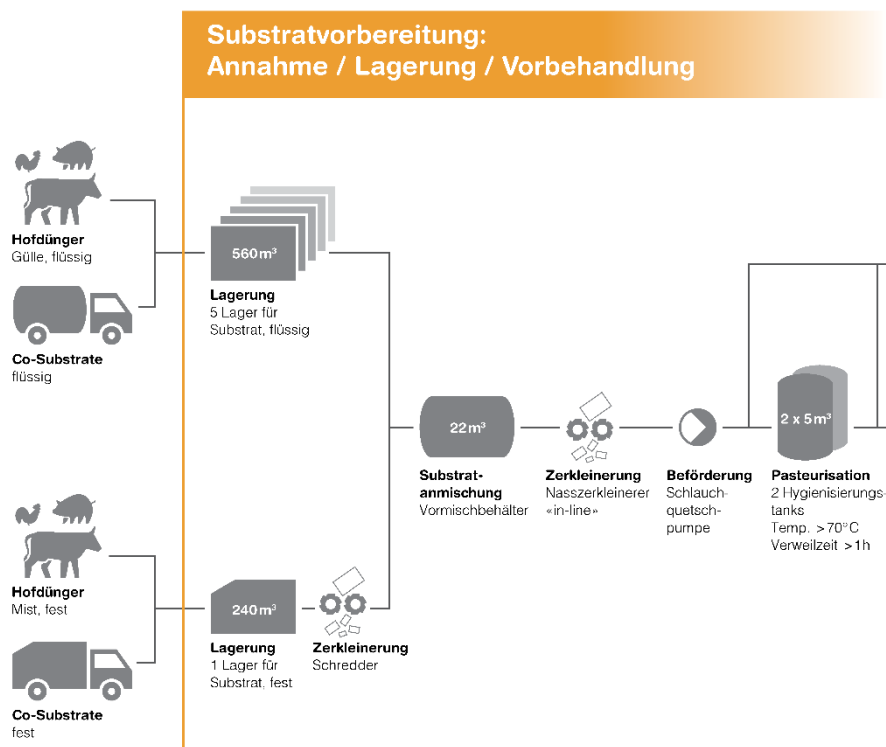 Substratvorbereitung:
Annahme / Lagerung / Vorbehandlung
Hofdünger
Gülle, flüssig
Co-Substrate
flüssig
560 m³
Lagerung
5 Lager für
Substrat, flüssig
Hofdünger
Mist, fest
Co-Substrate
fest
240 m³
Lagerung
1 Lager für
Substrat, fest
Zerkleinerung
Schredder
22 m³
Substrat-
anmischung
Vormischbehälter
Zerkleinerung
Nasszerkleinerer
«in-line»
Beförderung
Schlauch-
quetsch-
pumpe
2 x 5 m³
Pasteurisation
2 Hygienisierungs-
tanks
Temp. >70°C
Verweilzeit >1h